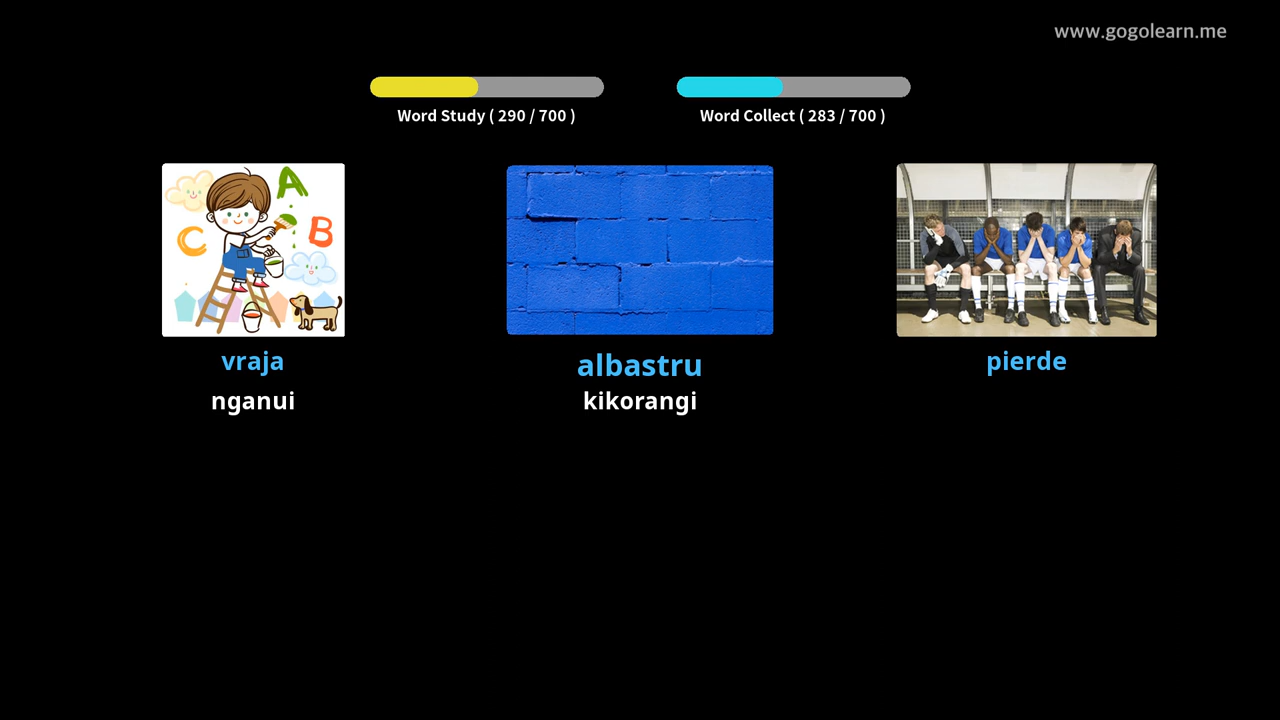 www.gogolearn.me
Word Study ( 290 / 700 )
Word Collect ( 283 / 700 )
A
C
B
vraja
albastru
pierde
nganui
kikorangi